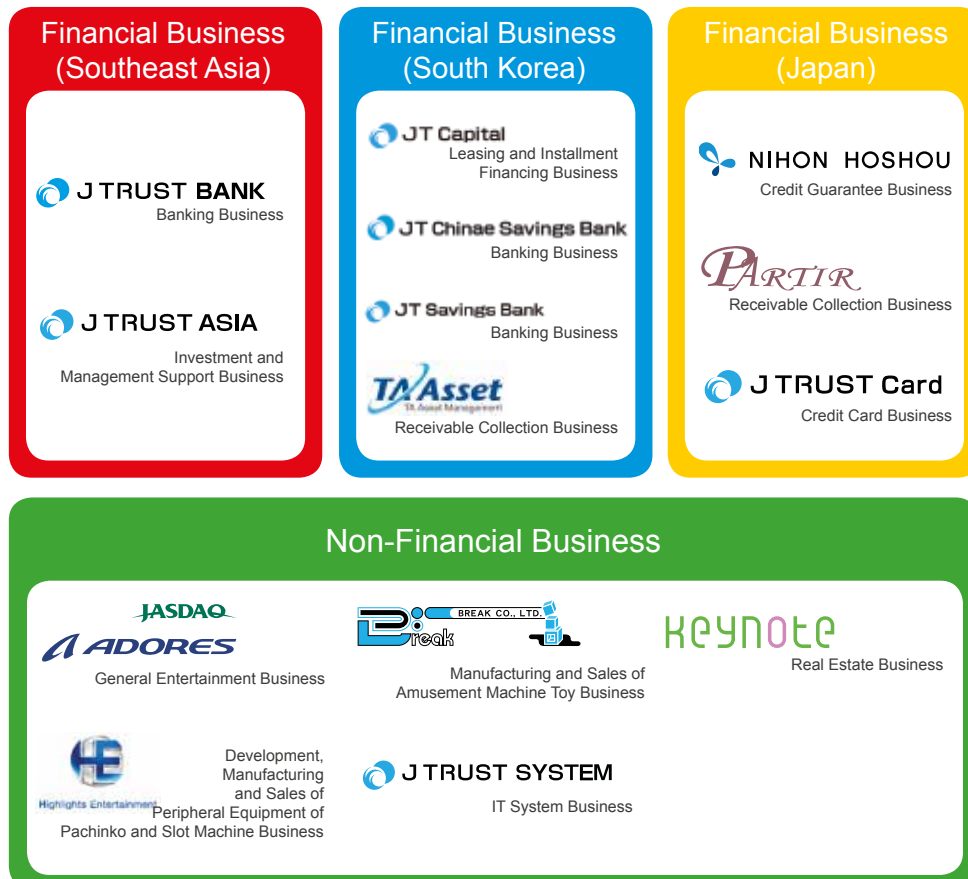 Financial Business
(Southeast Asia)
J TRUST BANK
Banking Business
J TRUST ASIA
Investment and
Management Support Business
Financial Business
(South Korea)
JT Capital
Leasing and Installment
Financing Business
JT Chinae Savings Bank
Banking Business
JT Savings Bank
Banking Business
TA Asset
TA Asset Management
Receivable Collection Business
Financial Business
(Japan)
NIHON HOSHOU
Credit Guarantee Business
PARTIR
Receivable Collection Business
J TRUST Card
Credit Card Business
Non-Financial Business
JASDAQ
ADORES
General Entertainment Business
BREAK CO., LTD.
Break
Manufacturing and Sales of
Amusement Machine Toy Business
Keynote
Real Estate Business
HE
Highlights Entertainment
Development,
Manufacturing
and Sales of
Peripheral Equipment of
Pachinko and Slot Machine Business
J TRUST SYSTEM
IT System Business